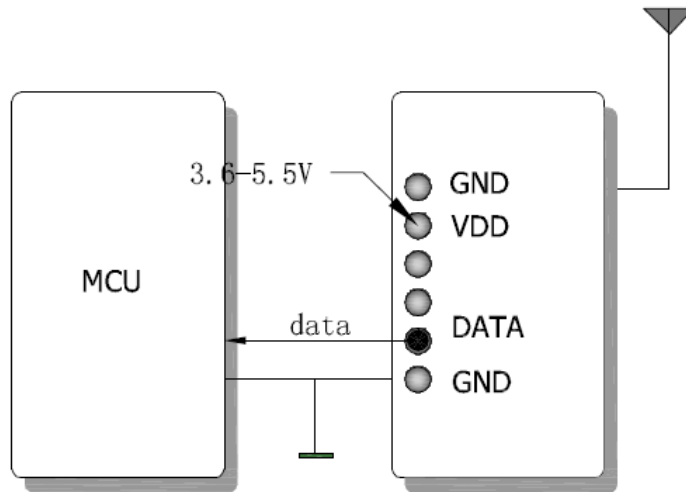 3.6-5.5V
GND
VDD
MCU
data
DATA
GND